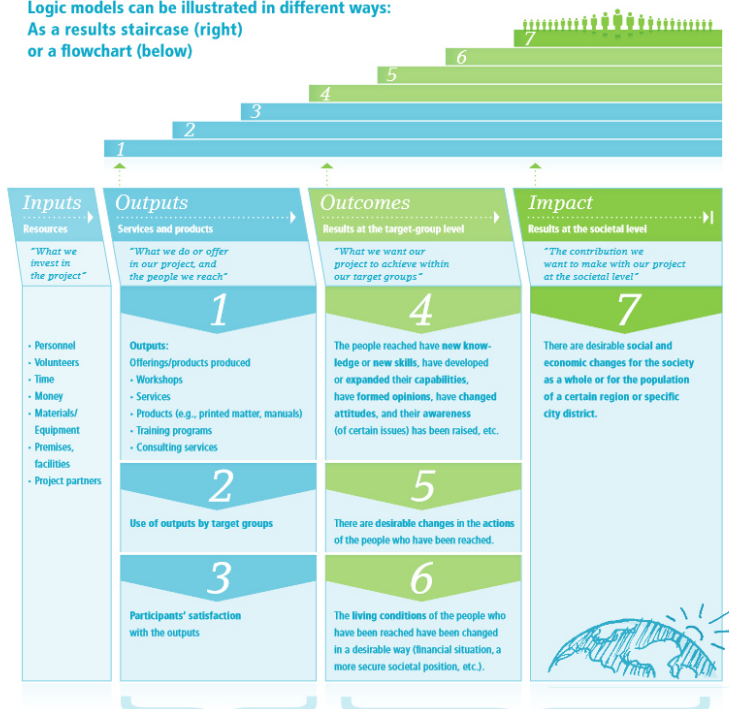 Logic models can be illustrated in different ways:
As a results staircase (right)
or a flowchart (below)
7
6
5
4
3
2
1
Inputs
Resources
"What we
invest in
the project"
• Personnel
• Volunteers
• Time
• Money
• Materials/
Equipment
• Premises,
facilities
• Project partners
Outputs
Services and products
"What we do or offer
in our project, and
the people we reach"
1
Outputs:
Offerings/products produced
• Workshops
• Services
• Products (e.g., printed matter, manuals)
• Training programs
• Consulting services
2
Use of outputs by target groups
3
Participants' satisfaction
with the outputs
Outcomes
Results at the target-group level
"What we want our
project to achieve within
our target groups"
4
The people reached have new know-
ledge or new skills, have developed
or expanded their capabilities,
have formed opinions, have changed
attitudes, and their awareness
(of certain issues) has been raised, etc.
5
There are desirable changes in the actions
of the people who have been reached.
6
The living conditions of the people who
have been reached have been changed
in a desirable way (financial situation, a
more secure societal position, etc.).
Impact
Results at the societal level
"The contribution we
want to make with our project
at the societal level"
7
There are desirable social and
economic changes for the society
as a whole or for the population
of a certain region or specific
city district.